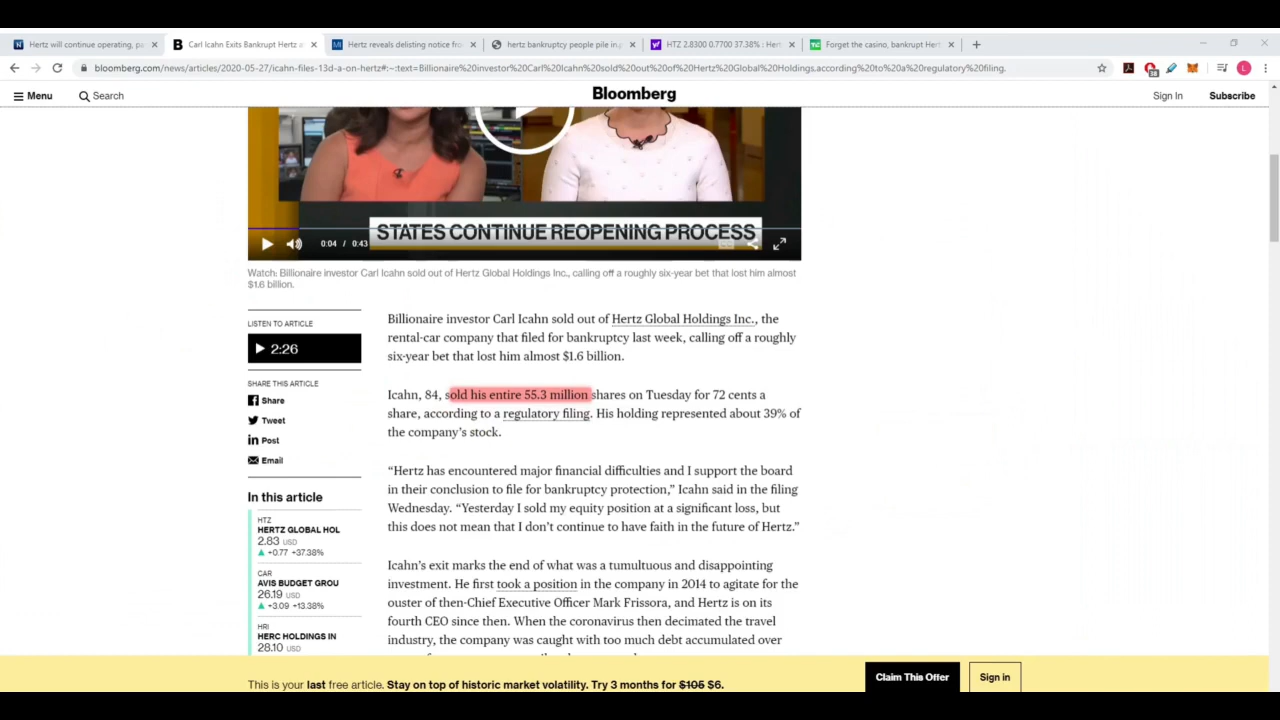 Hertz will continue operating, pa
Carl Icahn Exits Bankrupt Hertz a
Hertz reveals delisting notice fro
hertz bankruptcy people pile in,
HTZ 2.8300 0.7700 37.38% : Hert
Forget the casino, bankrupt Hert
bloomberg.com/news/articles/2020-05-27/icahn-files-13d-a-on-hertz#:~:text=Billionaire%20investor%20Carl%20Icahn%20sold%20out%20of%20Hertz%20Global%20Holdings,according%20to%20a%20regulatory%20filing.
Menu
Search
Bloomberg
Sign In
Subscribe
STATES CONTINUE REOPENING PROCESS
0:04 / 0:43
Watch: Billionaire investor Carl Icahn sold out of Hertz Global Holdings Inc., calling off a roughly six-year bet that lost him almost
$1.6 billion.
LISTEN TO ARTICLE
2:26
SHARE THIS ARTICLE
Share
Tweet
Post
Email
In this article
HTZ
HERTZ GLOBAL HOL
2.83 USD
▲ +0.77 +37.38%
CAR
AVIS BUDGET GROU
26.19 USD
▲ +3.09 +13.38%
HRI
HERC HOLDINGS IN
28.10 USD
Billionaire investor Carl Icahn sold out of Hertz Global Holdings Inc., the
rental-car company that filed for bankruptcy last week, calling off a roughly
six-year bet that lost him almost $1.6 billion.
Icahn, 84, sold his entire 55.3 million shares on Tuesday for 72 cents a
share, according to a regulatory filing. His holding represented about 39% of
the company's stock.
“Hertz has encountered major financial difficulties and I support the board
in their conclusion to file for bankruptcy protection,” Icahn said in the filing
Wednesday. “Yesterday I sold my equity position at a significant loss, but
this does not mean that I don't continue to have faith in the future of Hertz.”
Icahn's exit marks the end of what was a tumultuous and disappointing
investment. He first took a position in the company in 2014 to agitate for the
ouster of then-Chief Executive Officer Mark Frissora, and Hertz is on its
fourth CEO since then. When the coronavirus then decimated the travel
industry, the company was caught with too much debt accumulated over
This is your last free article. Stay on top of historic market volatility. Try 3 months for $105 $6.
Claim This Offer
Sign in